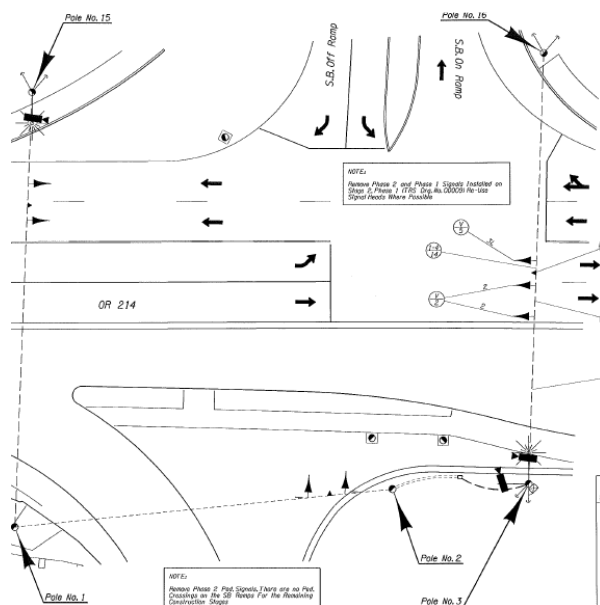 Pole No. 15
Pole No. 16
S.B. Off Ramp
S.B. On Ramp
NOTE:
Remove Phase 2 and Phase 1 Signals Installed on
Stage 2, Phase 1 (TRS Drg. No. 00009) Re-Use
Signal Heads Where Possible
2
2
2
OR 214
Pole No. 2
Pole No. 1
Pole No. 3
NOTE:
Remove Phase 2 Ped. Signals. There are no Ped.
Crossings on the SB Ramps For the Remaining
Construction Stages